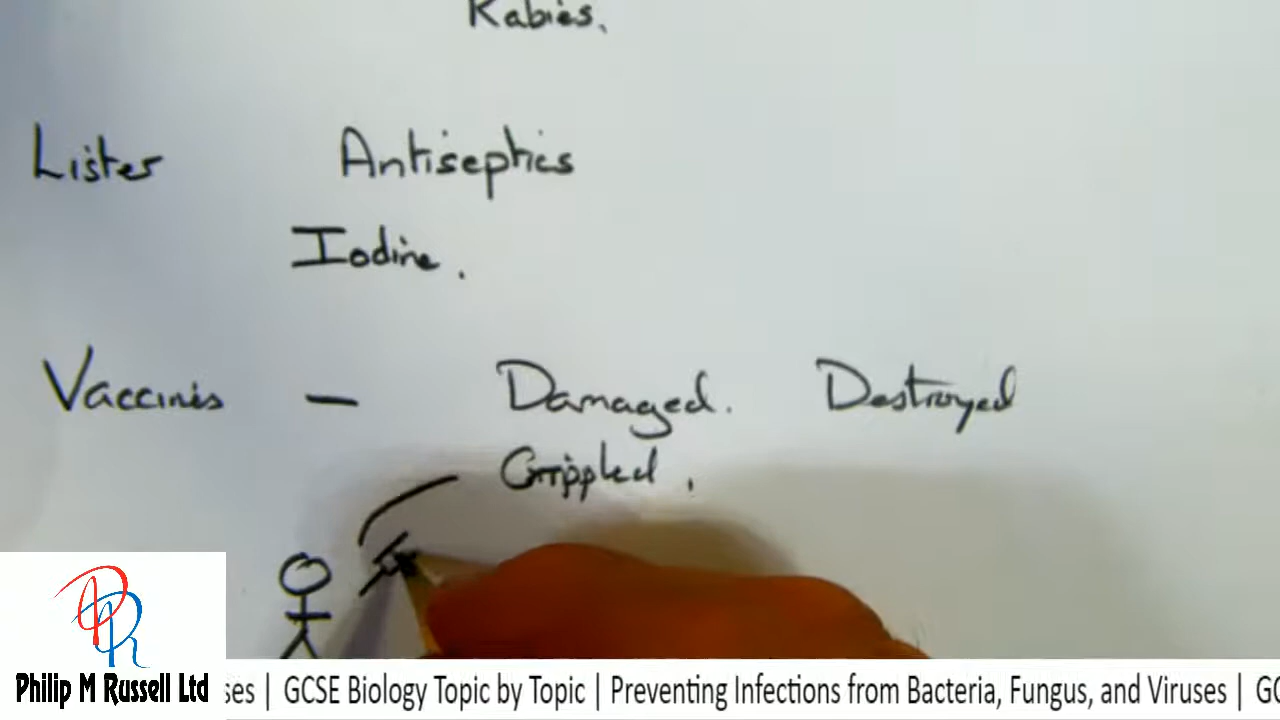 Rabies.
Lister Antiseptics
Iodine.
Vaccines – Damaged. Destroyed
Crippled.
Philip M Russell Ltd
ses | GCSE Biology Topic by Topic | Preventing Infections from Bacteria, Fungus, and Viruses | GC